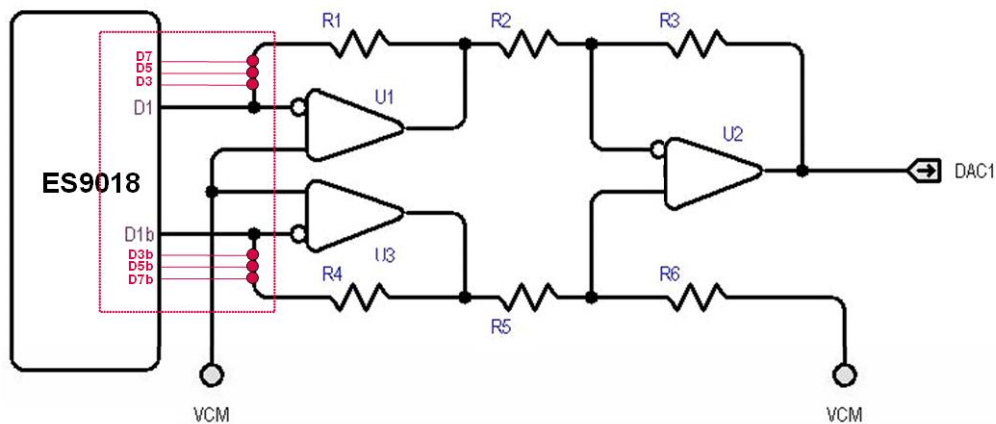 R1 R2 R3
D7
D5
D3
D1
U1
U2
ES9018
DAC1
D1b
D3b
D5b
D7b
U3
R4 R5 R6
VCM VCM